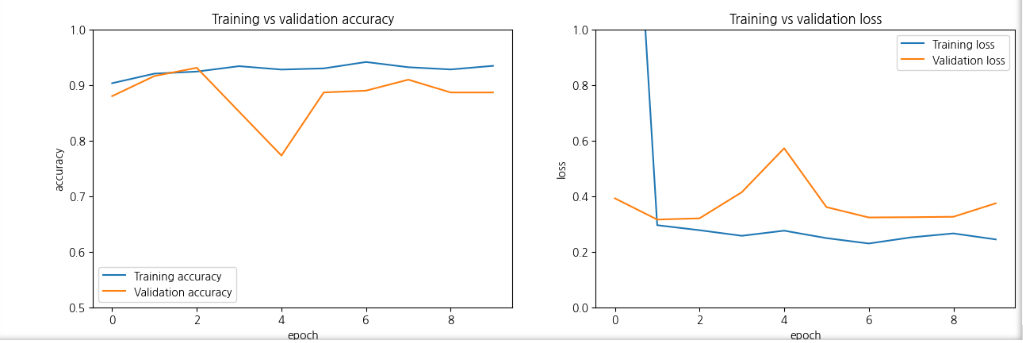 Training vs validation accuracy
1.0
0.9
0.8
0.7
0.6
0.5
accuracy
Training accuracy
Validation accuracy
0 2 4 6 8
epoch
Training vs validation loss
1.0
0.8
0.6
0.4
0.2
0.0
loss
Training loss
Validation loss
0 2 4 6 8
epoch